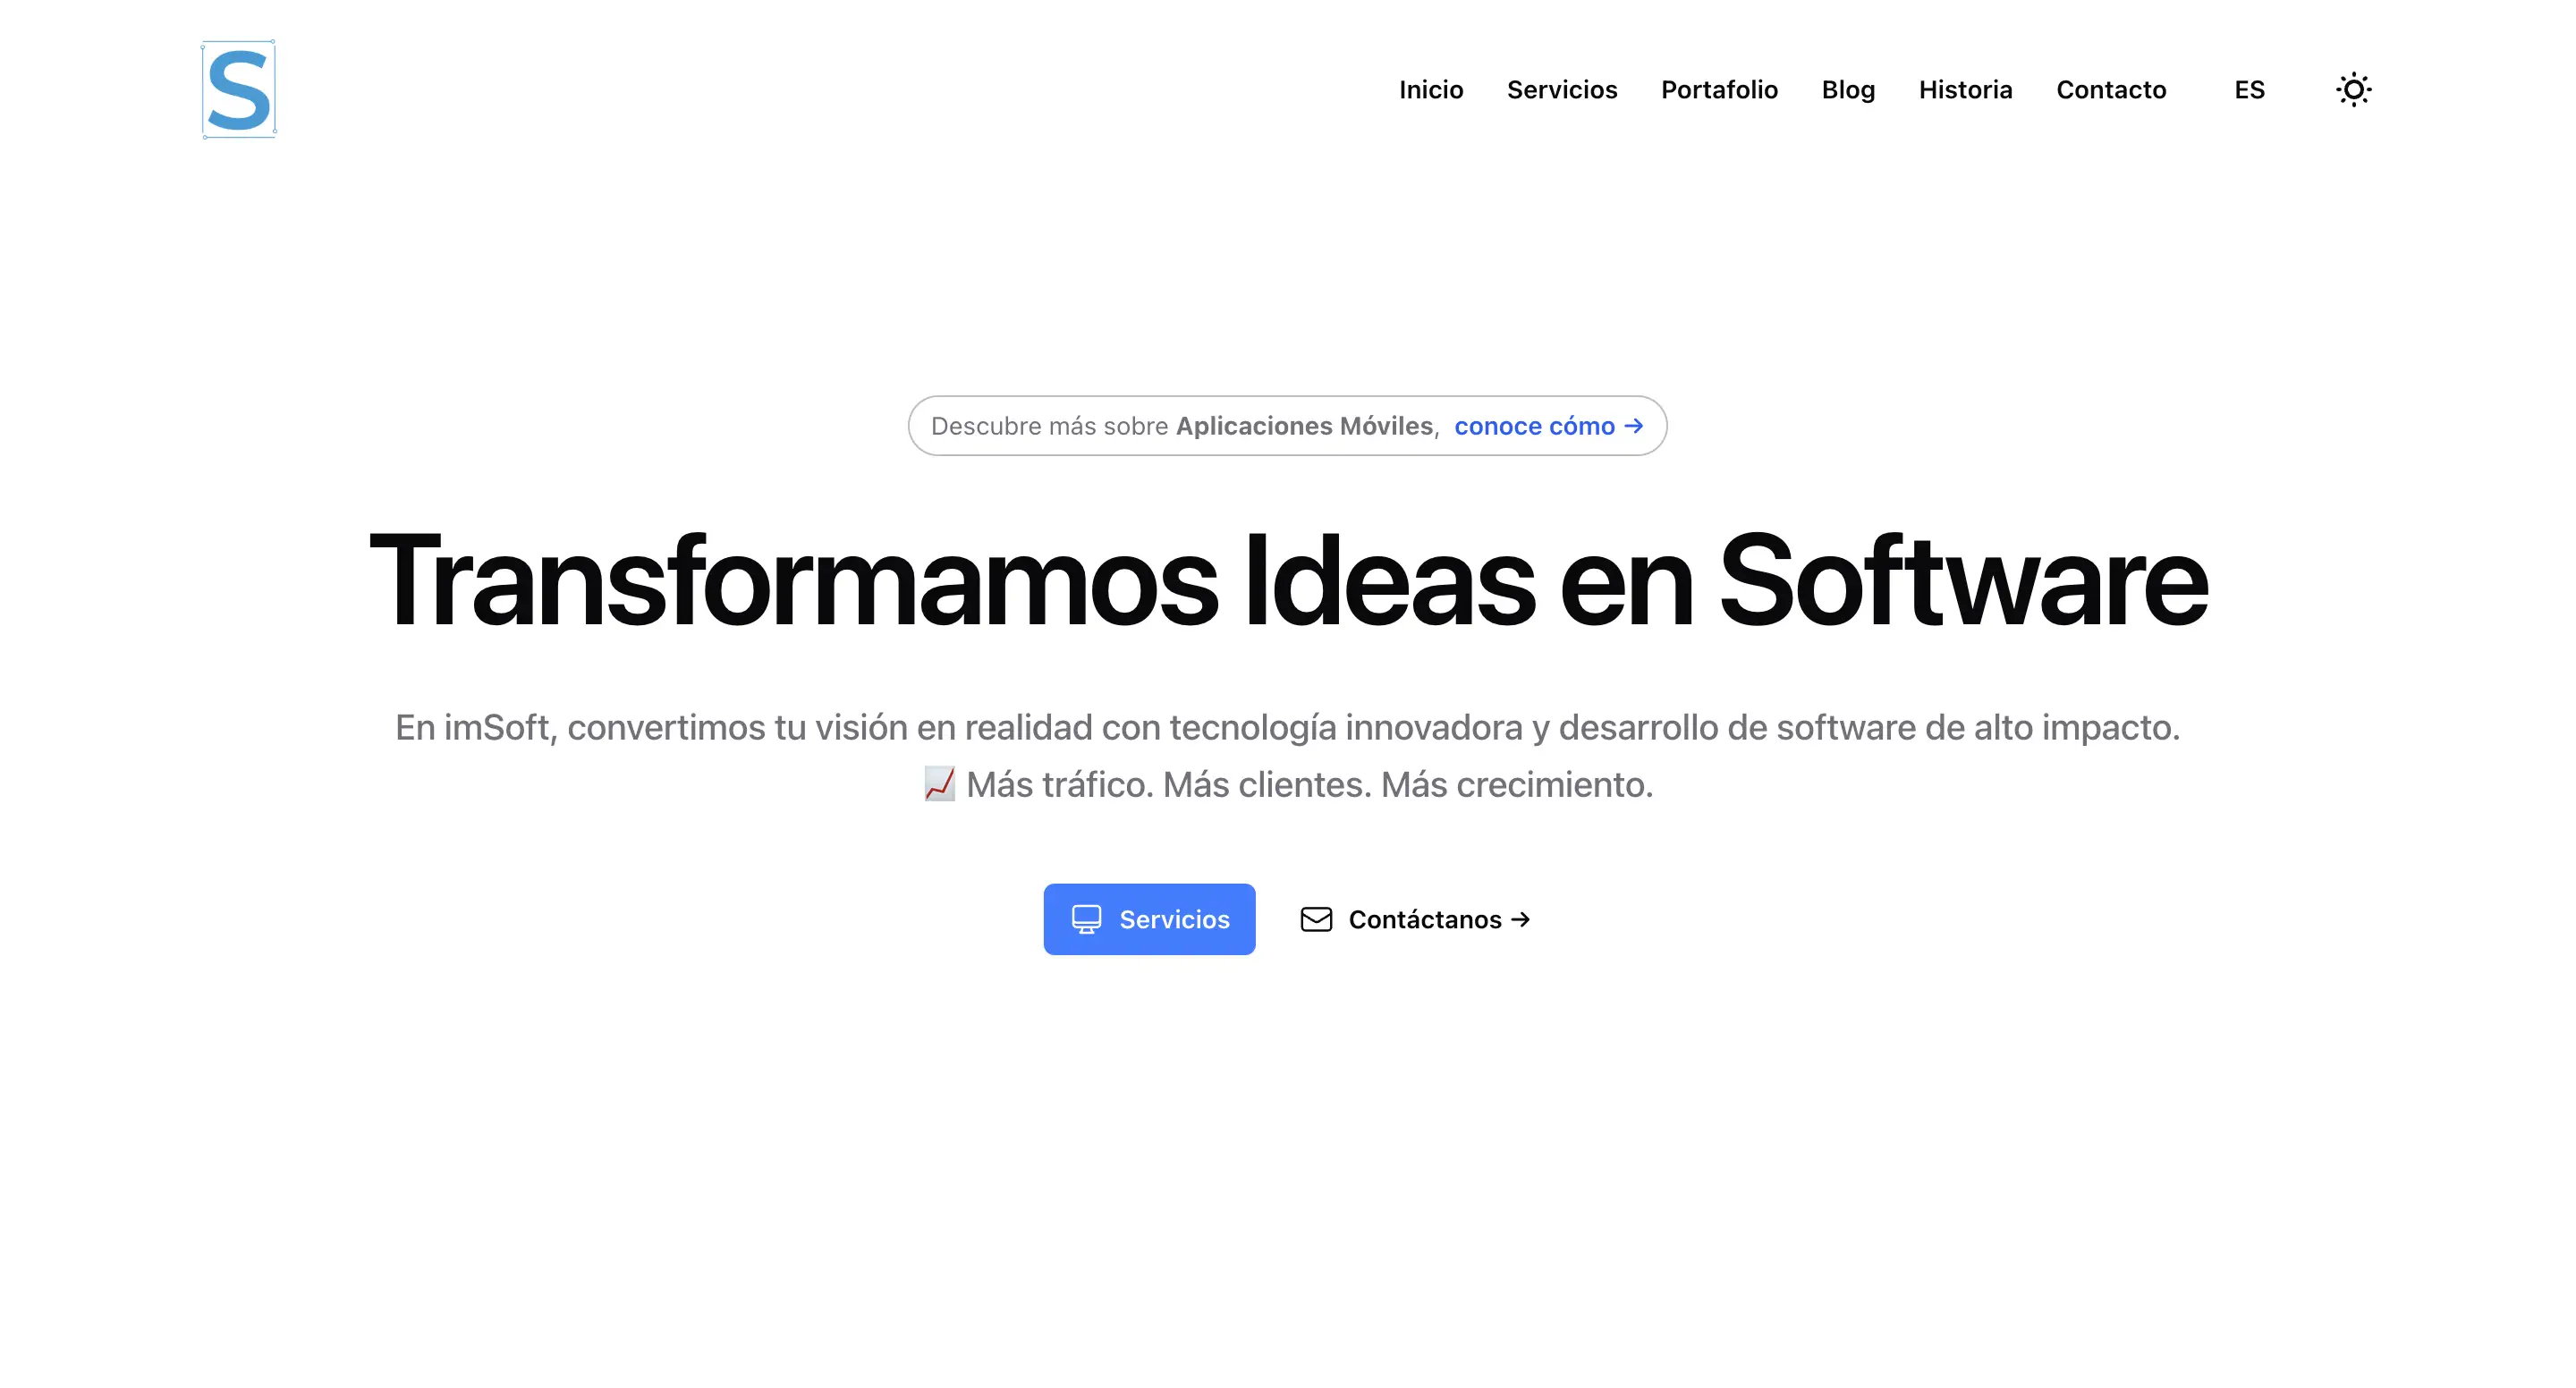 S
Inicio Servicios Portafolio Blog Historia Contacto ES
Descubre más sobre Aplicaciones Móviles, conoce cómo →
Transformamos Ideas en Software
En imSoft, convertimos tu visión en realidad con tecnología innovadora y desarrollo de software de alto impacto.
📈 Más tráfico. Más clientes. Más crecimiento.
Servicios Contáctanos →